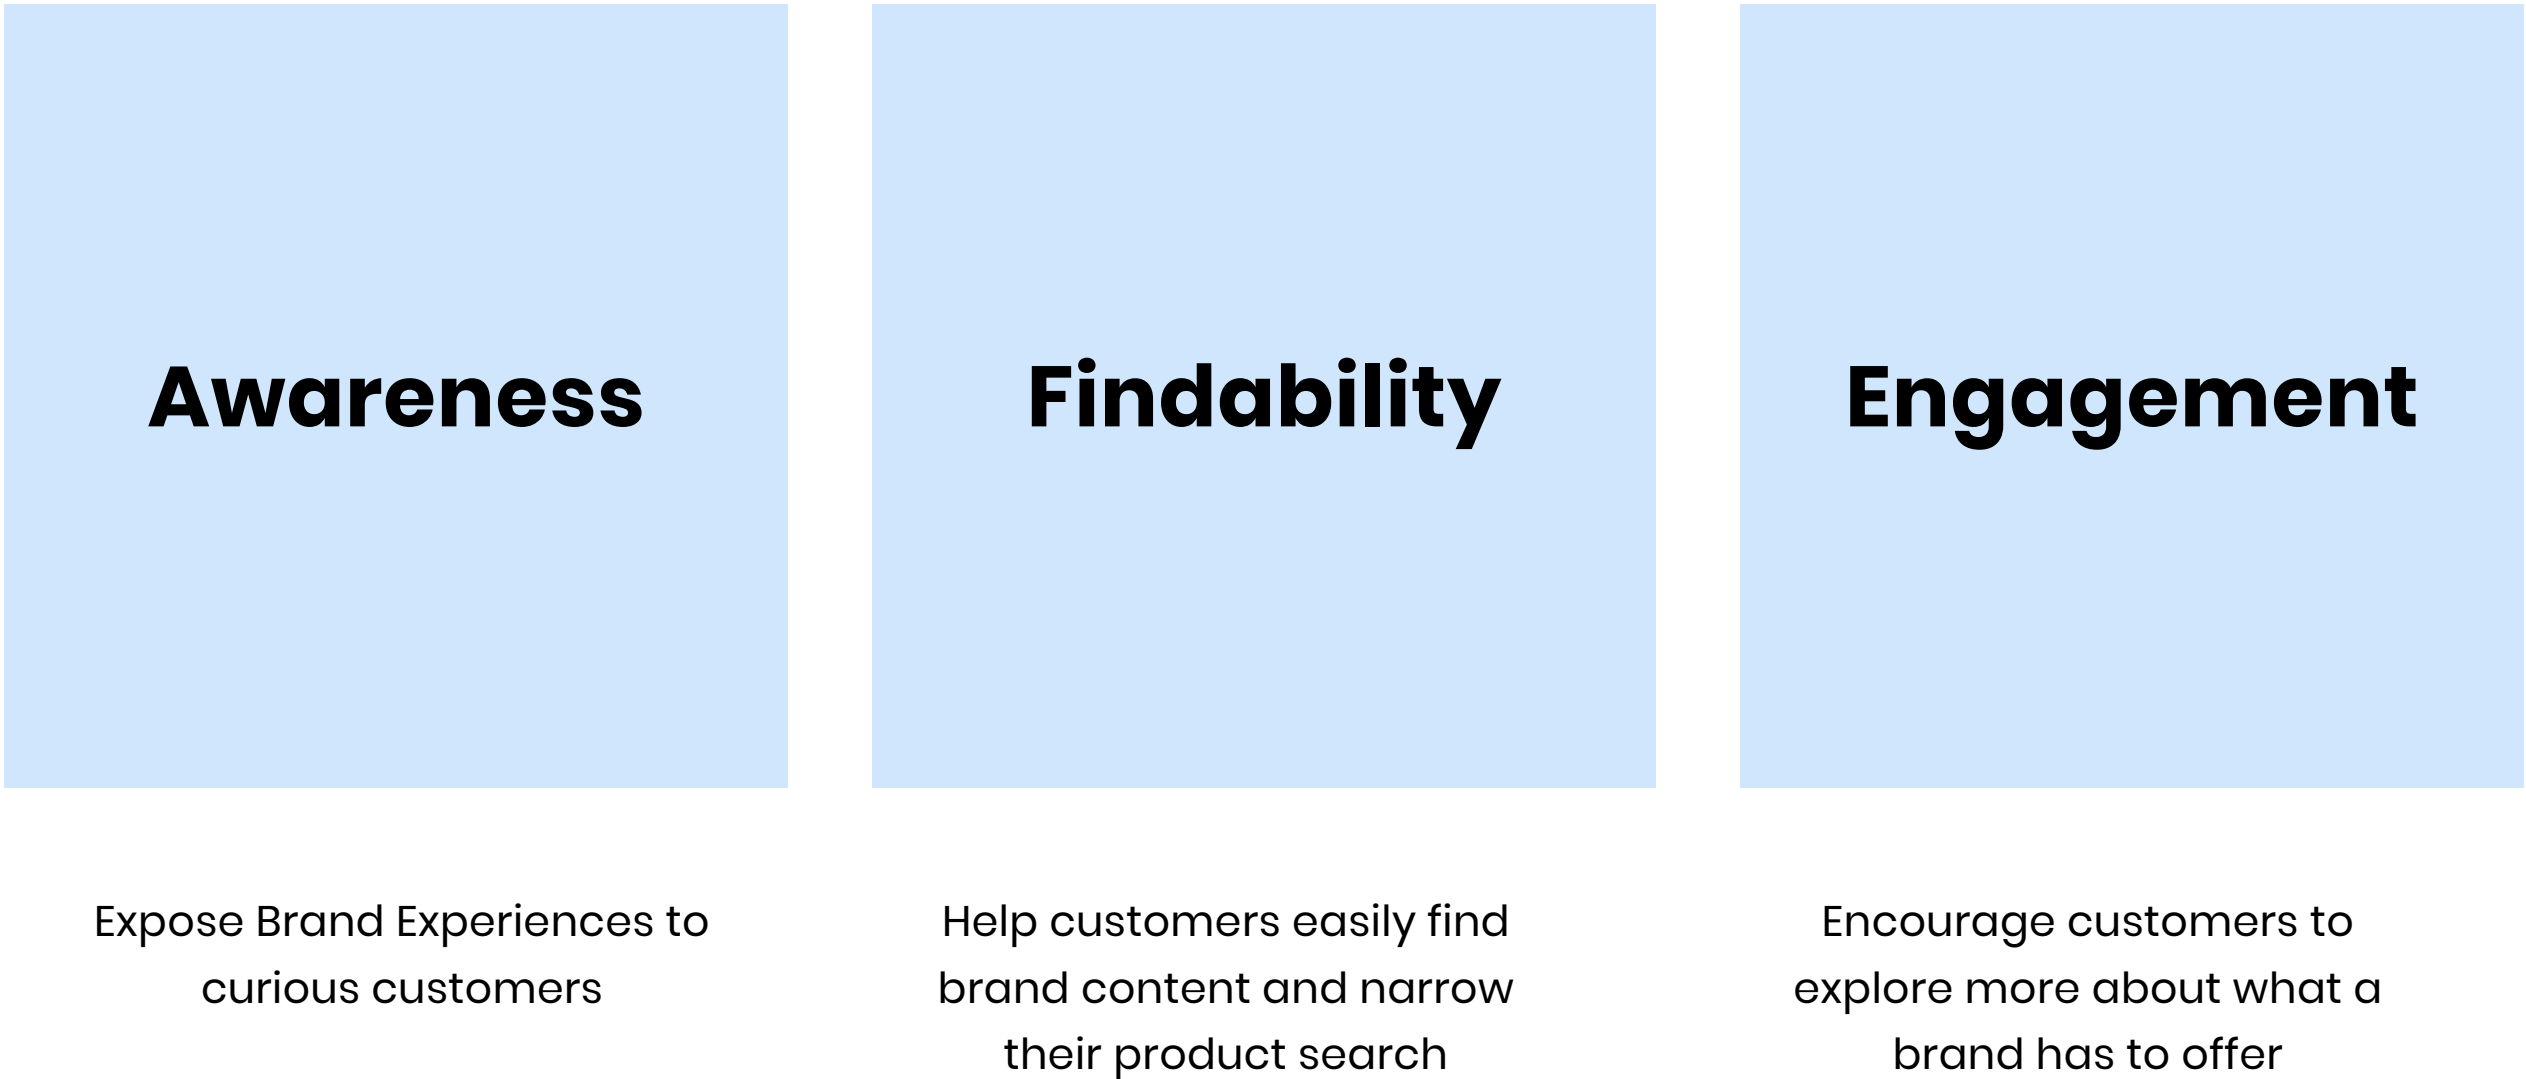 Awareness
Findability
Engagement
Expose Brand Experiences to
curious customers
Help customers easily find
brand content and narrow
their product search
Encourage customers to
explore more about what a
brand has to offer